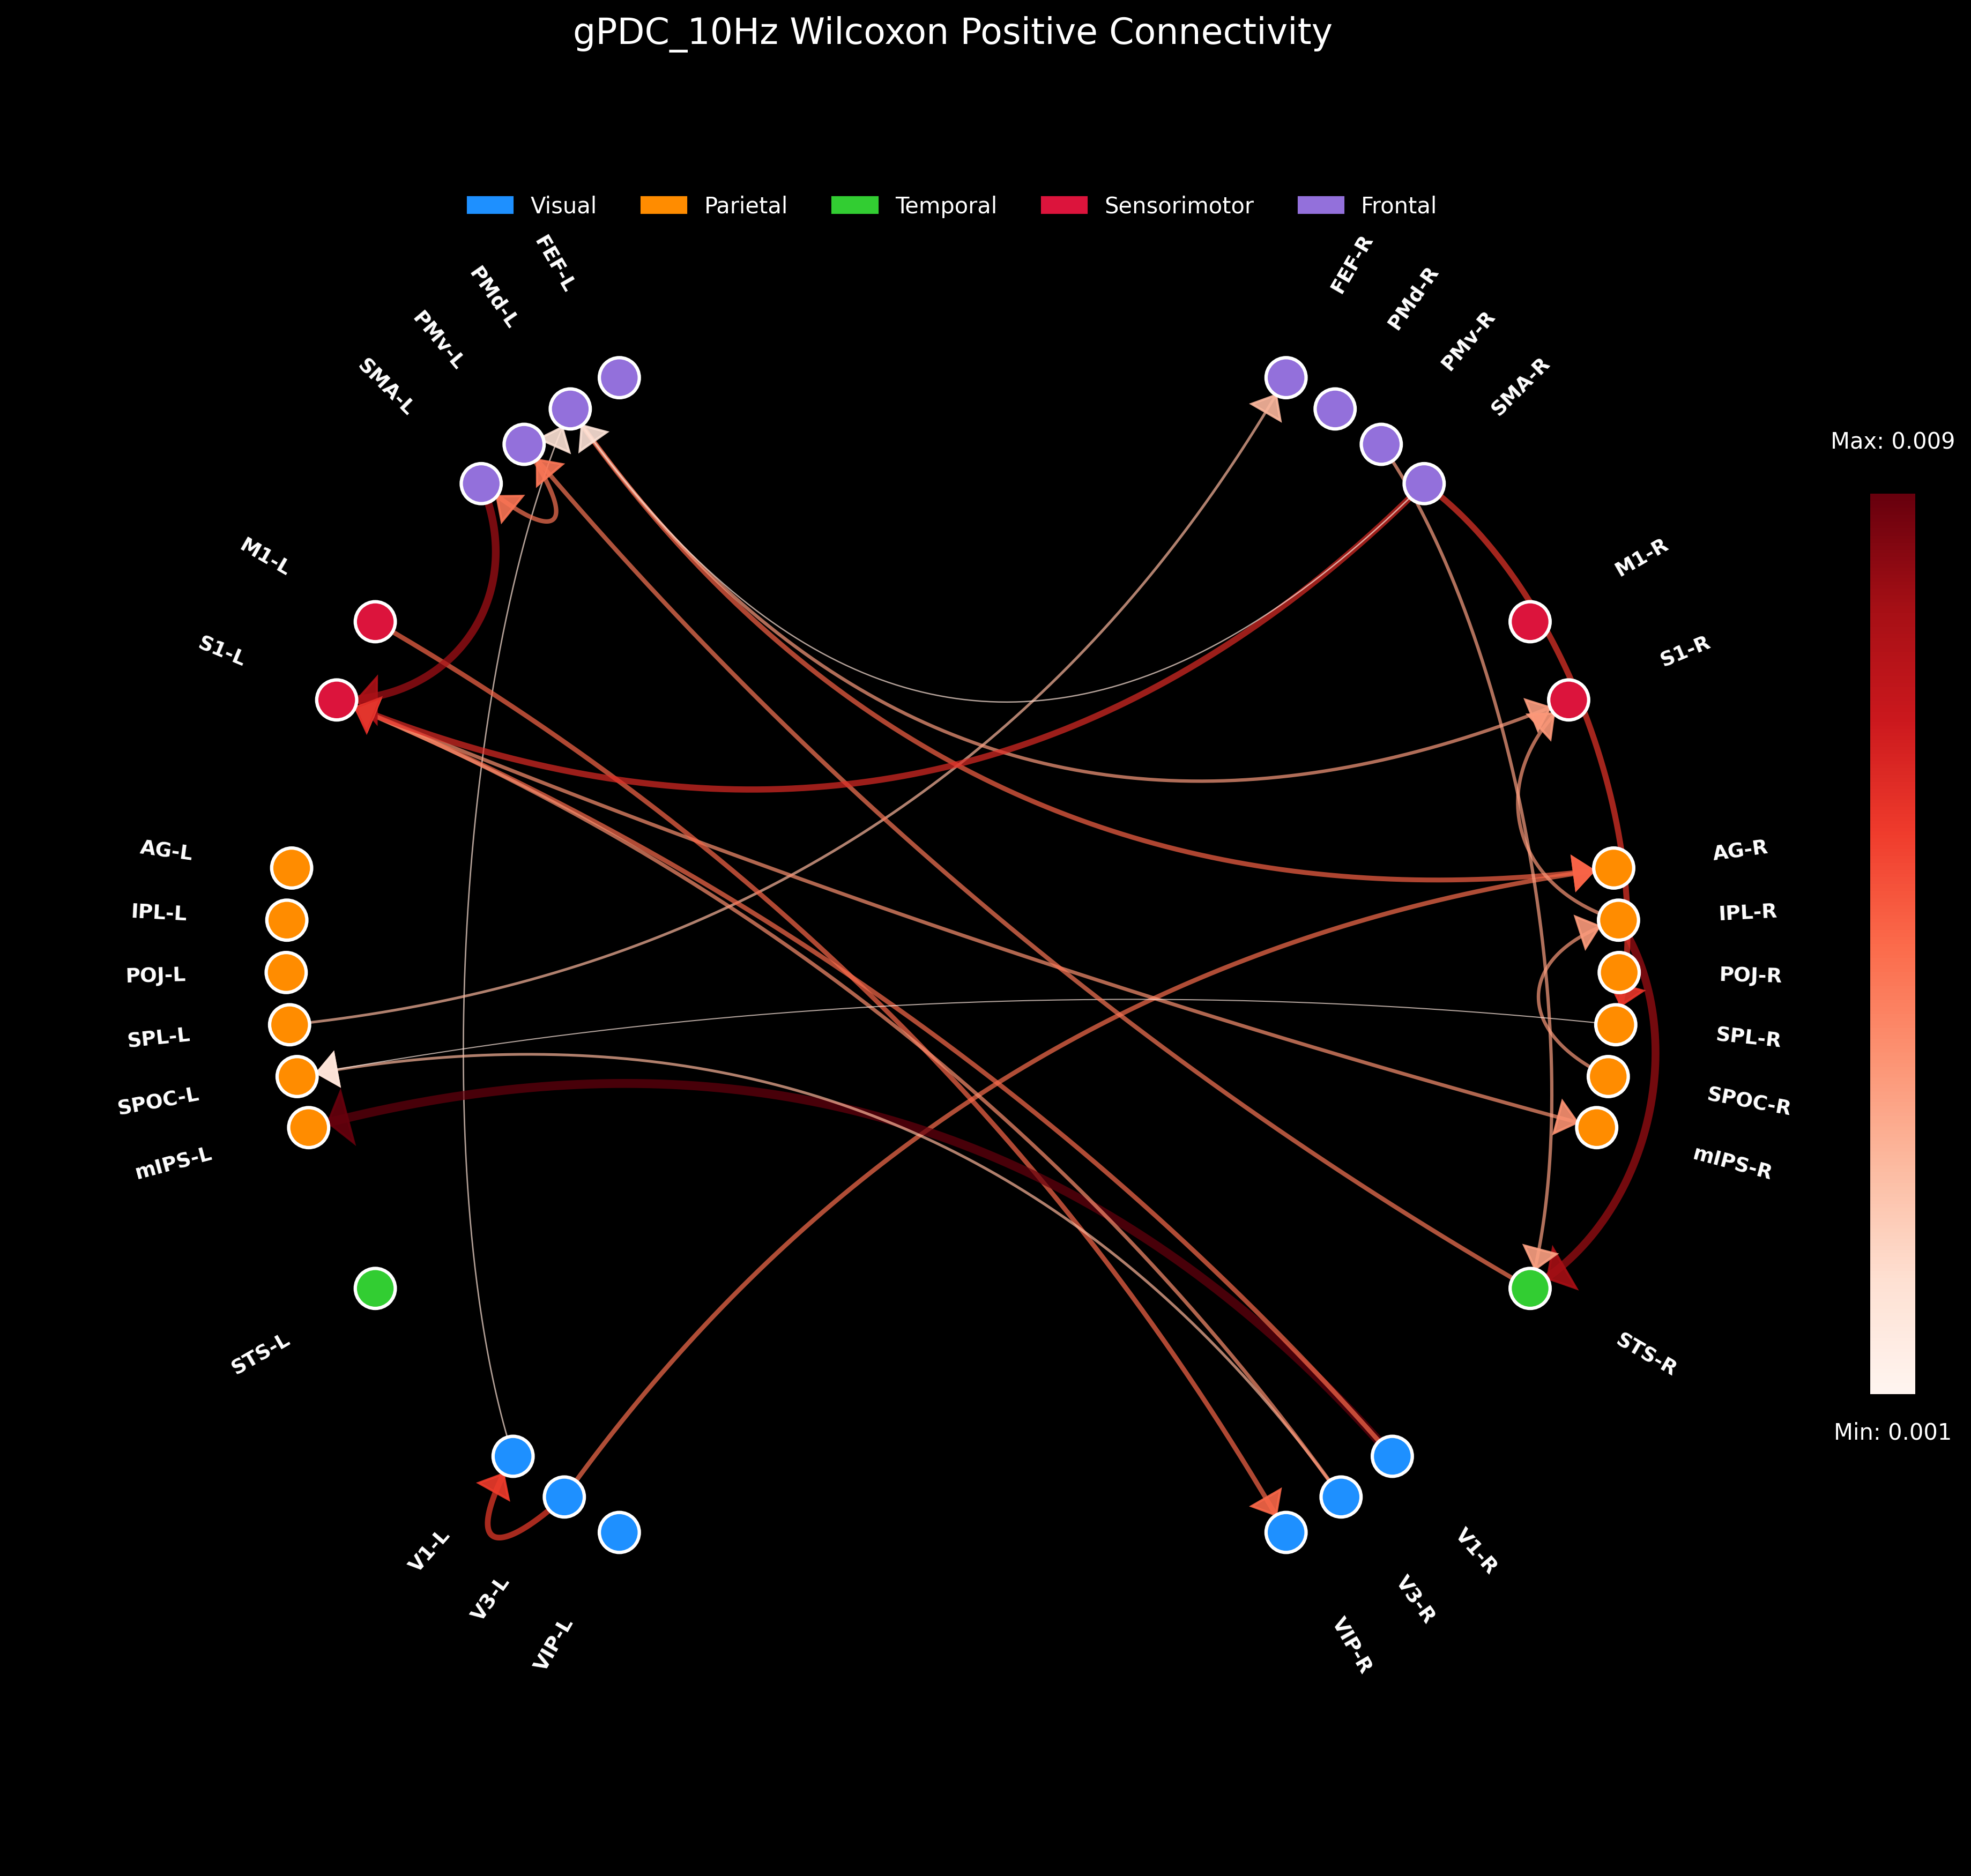 gPDC_10Hz Wilcoxon Positive Connectivity
Visual Parietal Temporal Sensorimotor Frontal
FEF-L
PMd-L
PMv-L
SMA-L
M1-L
S1-L
AG-L
IPL-L
POJ-L
SPL-L
SPOC-L
mIPS-L
STS-L
V1-L
V3-L
VIP-L
FEF-R
PMd-R
PMv-R
SMA-R
M1-R
S1-R
AG-R
IPL-R
POJ-R
SPL-R
SPOC-R
mIPS-R
STS-R
V1-R
V3-R
VIP-R
Max: 0.009
Min: 0.001